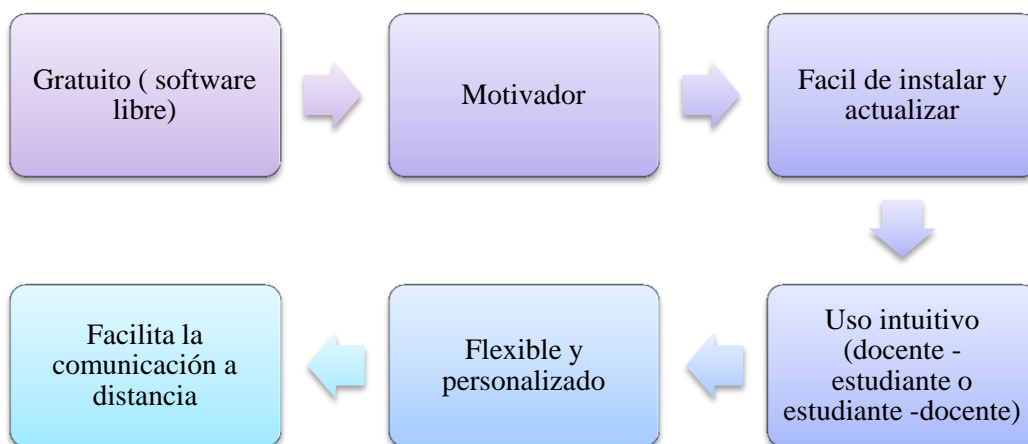 Gratuito ( software
libre)
Motivador
Facil de instalar y
actualizar
Uso intuitivo
(docente -
estudiante o
estudiante -docente)
Flexible y
personalizado
Facilita la
comunicación a
distancia